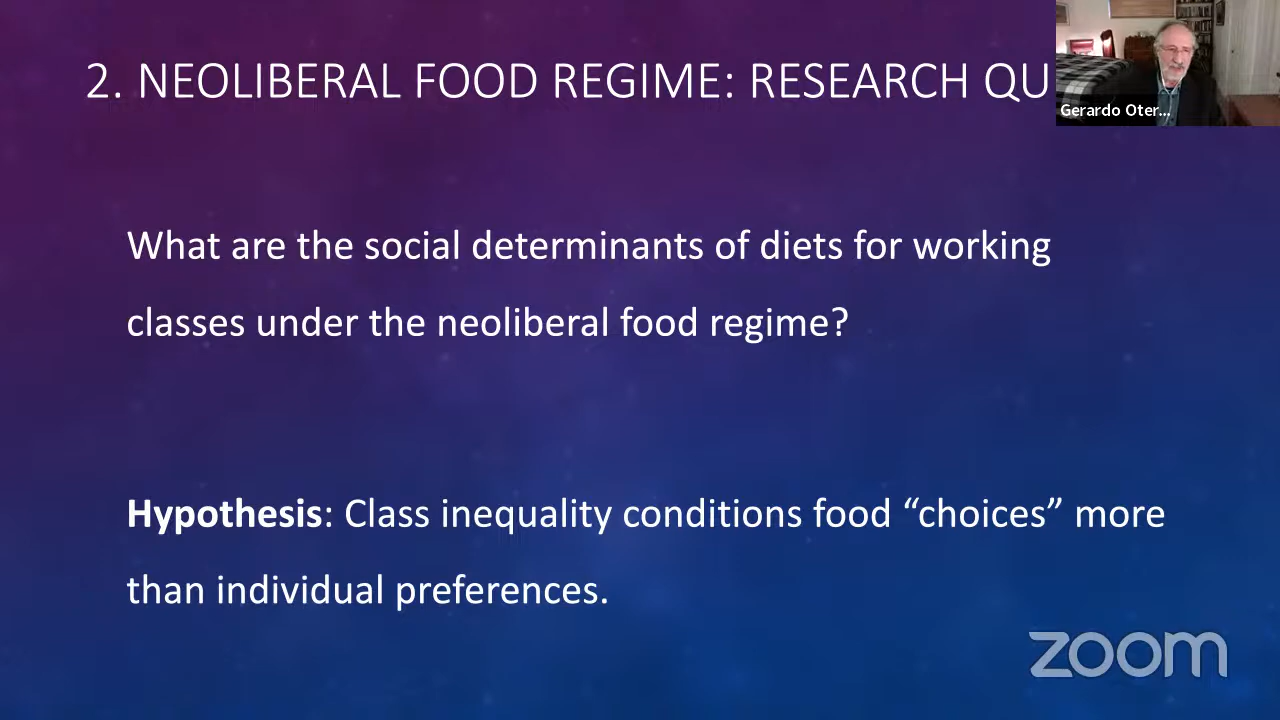 2. NEOLIBERAL FOOD REGIME: RESEARCH QU
Gerardo Oter...
What are the social determinants of diets for working
classes under the neoliberal food regime?
Hypothesis: Class inequality conditions food “choices” more
than individual preferences.
zoom